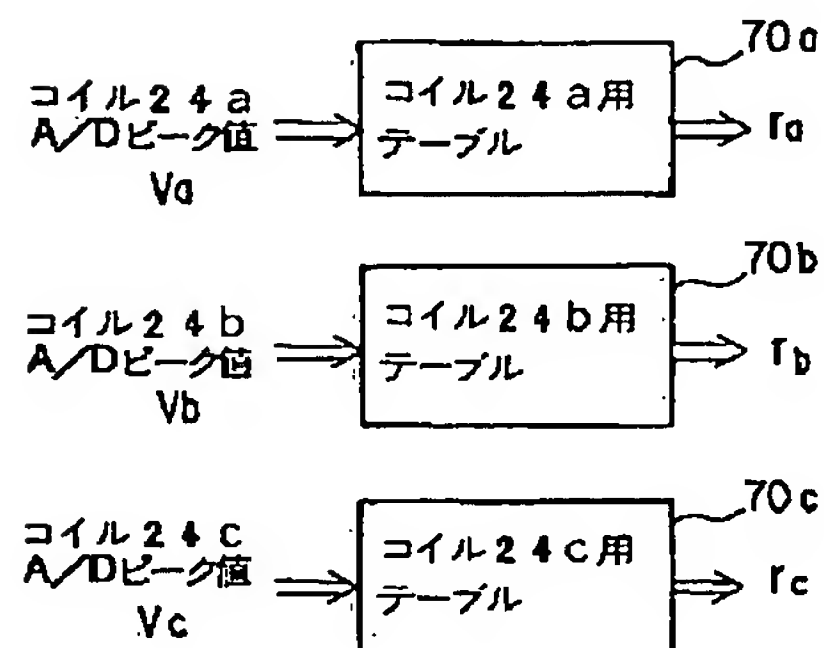 70a
コイル24a
A/Dピーク値
Va
コイル24a用
テーブル
ra
70b
コイル24b
A/Dピーク値
Vb
コイル24b用
テーブル
rb
70c
コイル24c
A/Dピーク値
Vc
コイル24c用
テーブル
rc